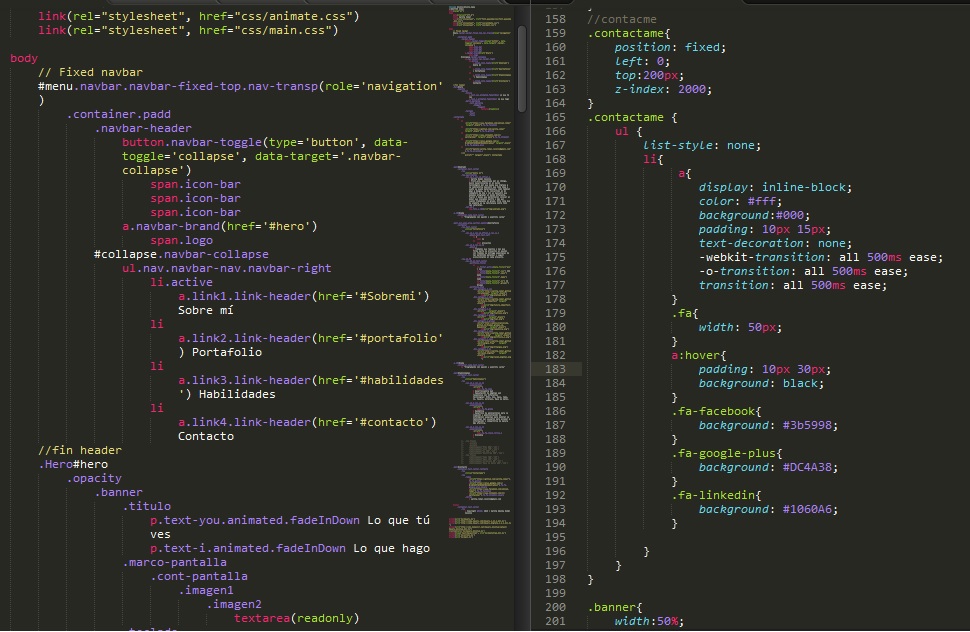 link(rel="stylesheet", href="css/animate.css")
link(rel="stylesheet", href="css/main.css")
body
// Fixed navbar
#menu.navbar.navbar-fixed-top.nav-transp(role='navigation'
)
.container.padd
.navbar-header
button.navbar-toggle(type='button', data-
toggle='collapse', data-target='.navbar-
collapse')
span.icon-bar
span.icon-bar
span.icon-bar
a.navbar-brand(href='#hero')
span.logo
#collapse.navbar-collapse
ul.nav.navbar-nav.navbar-right
li.active
a.link1.link-header(href='#Sobremi')
Sobre mí
li
a.link2.link-header(href='#portafolio'
) Portafolio
li
a.link3.link-header(href='#habilidades
') Habilidades
li
a.link4.link-header(href='#contacto')
Contacto
//fin header
.Hero#hero
.opacity
.banner
.titulo
p.text-you.animated.fadeInDown Lo que tú
ves
p.text-i.animated.fadeInDown Lo que hago
.marco-pantalla
.cont-pantalla
.imagen1
.imagen2
textarea(readonly)
158 //contacme
159 .contactame{
160 position: fixed;
161 left: 0;
162 top:200px;
163 z-index: 2000;
164 }
165 .contactame {
166 ul {
167 list-style: none;
168 li{
169 a{
170 display: inline-block;
171 color: #fff;
172 background:#000;
173 padding: 10px 15px;
174 text-decoration: none;
175 -webkit-transition: all 500ms ease;
176 -o-transition: all 500ms ease;
177 transition: all 500ms ease;
178 }
179 .fa{
180 width: 50px;
181 }
182 a:hover{
183 padding: 10px 30px;
184 background: black;
185 }
186 .fa-facebook{
187 background: #3b5998;
188 }
189 .fa-google-plus{
190 background: #DC4A38;
191 }
192 .fa-linkedin{
193 background: #1060A6;
194 }
195
196 }
197 }
198 }
199
200 .banner{
201 width:50%;